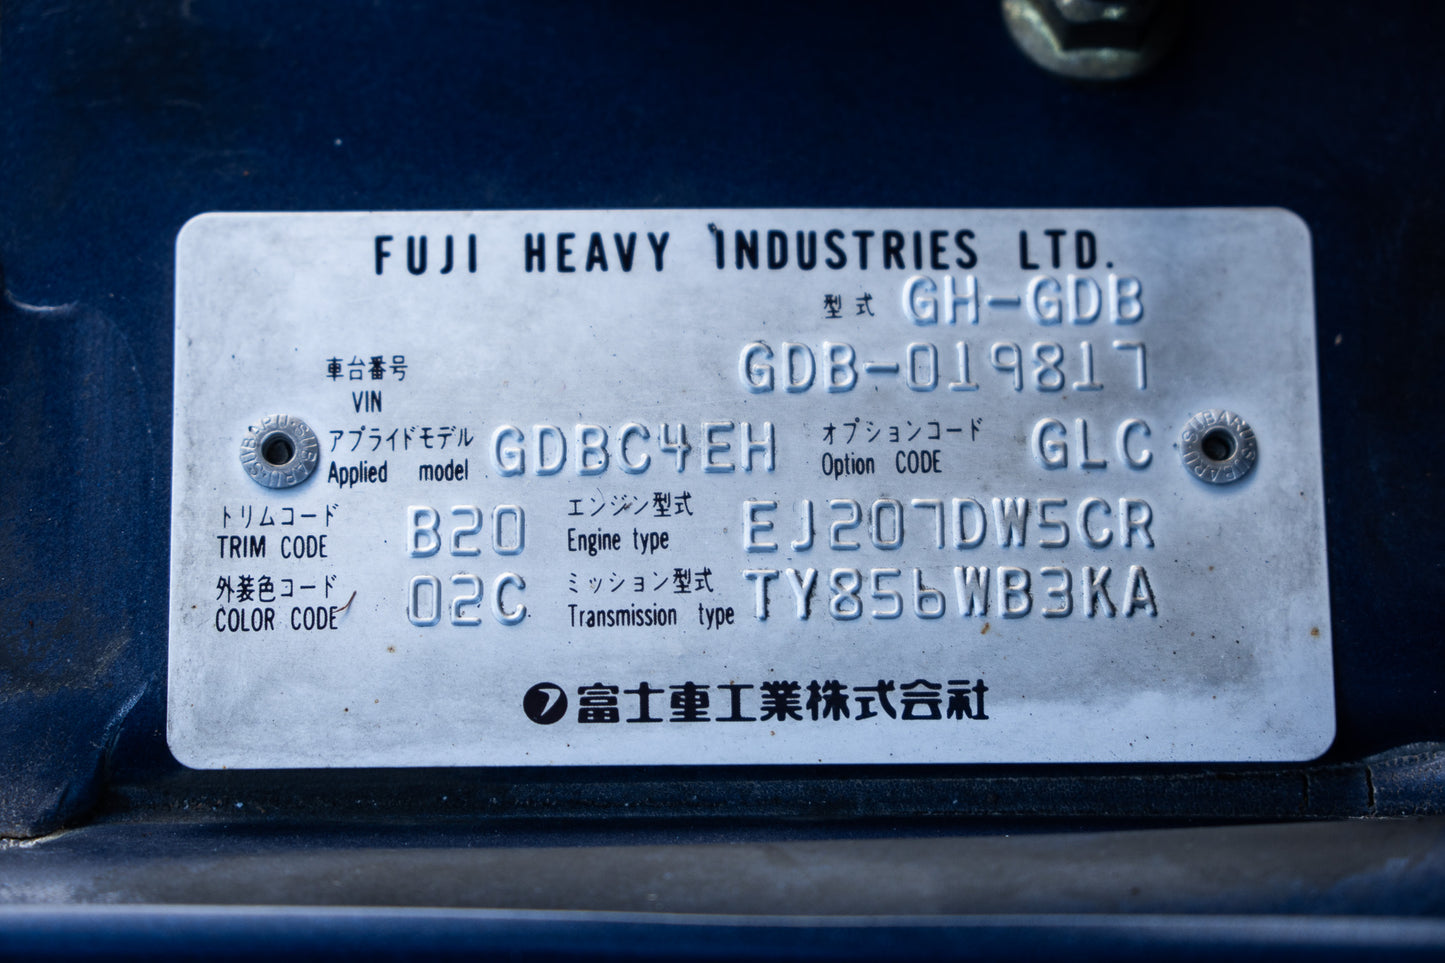 FUJI HEAVY INDUSTRIES LTD.
型式 GH-GDB
車台番号 GDB-019817
VIN
アプライドモデル GDBC4EH オプションコード GLC
Applied model Option CODE
トリムコード B20 エンジン型式 EJ207DW5CR
TRIM CODE Engine type
外装色コード 02C ミッション型式 TY856WB3KA
COLOR CODE Transmission type
富士重工業株式会社
SUBARU·SUBARU·
SUBARU·SUBARU·